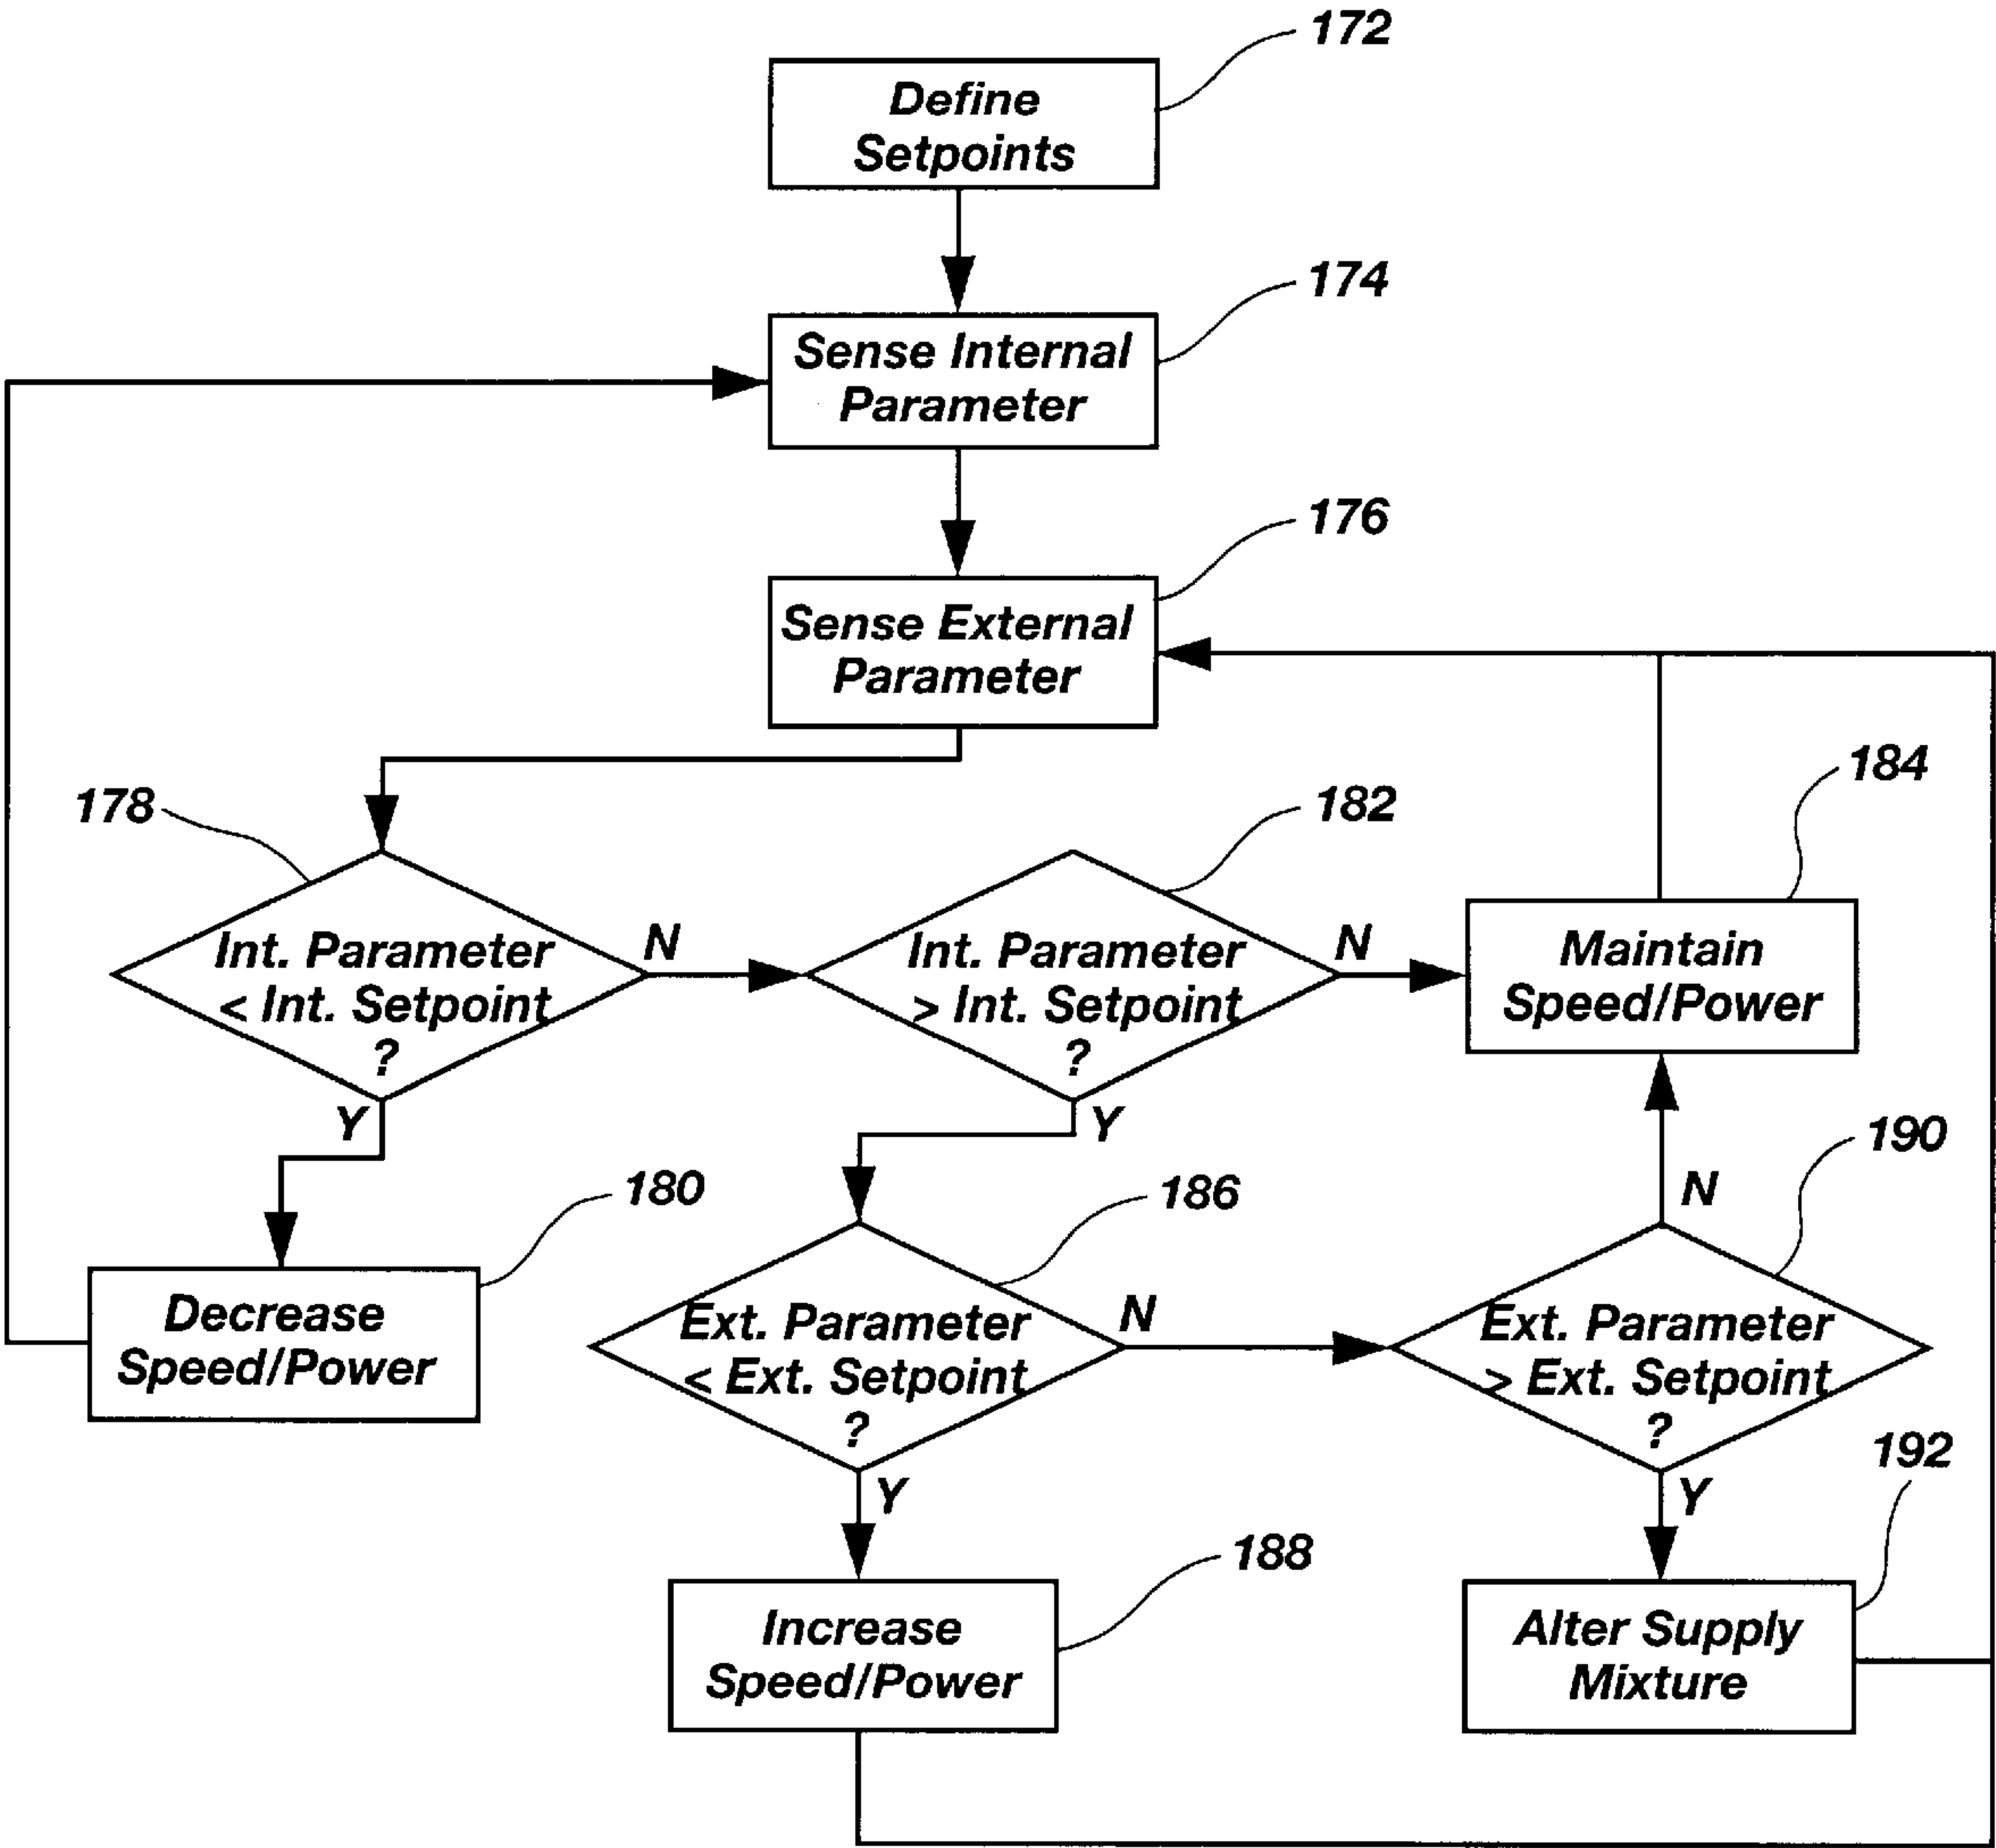 172
Define
Setpoints
174
Sense Internal
Parameter
176
Sense External
Parameter
178
Int. Parameter
< Int. Setpoint
?
N
Y
182
Int. Parameter
> Int. Setpoint
?
N
Y
184
Maintain
Speed/Power
180
Decrease
Speed/Power
186
Ext. Parameter
< Ext. Setpoint
?
N
Y
190
N
Ext. Parameter
> Ext. Setpoint
?
Y
188
Increase
Speed/Power
192
Alter Supply
Mixture